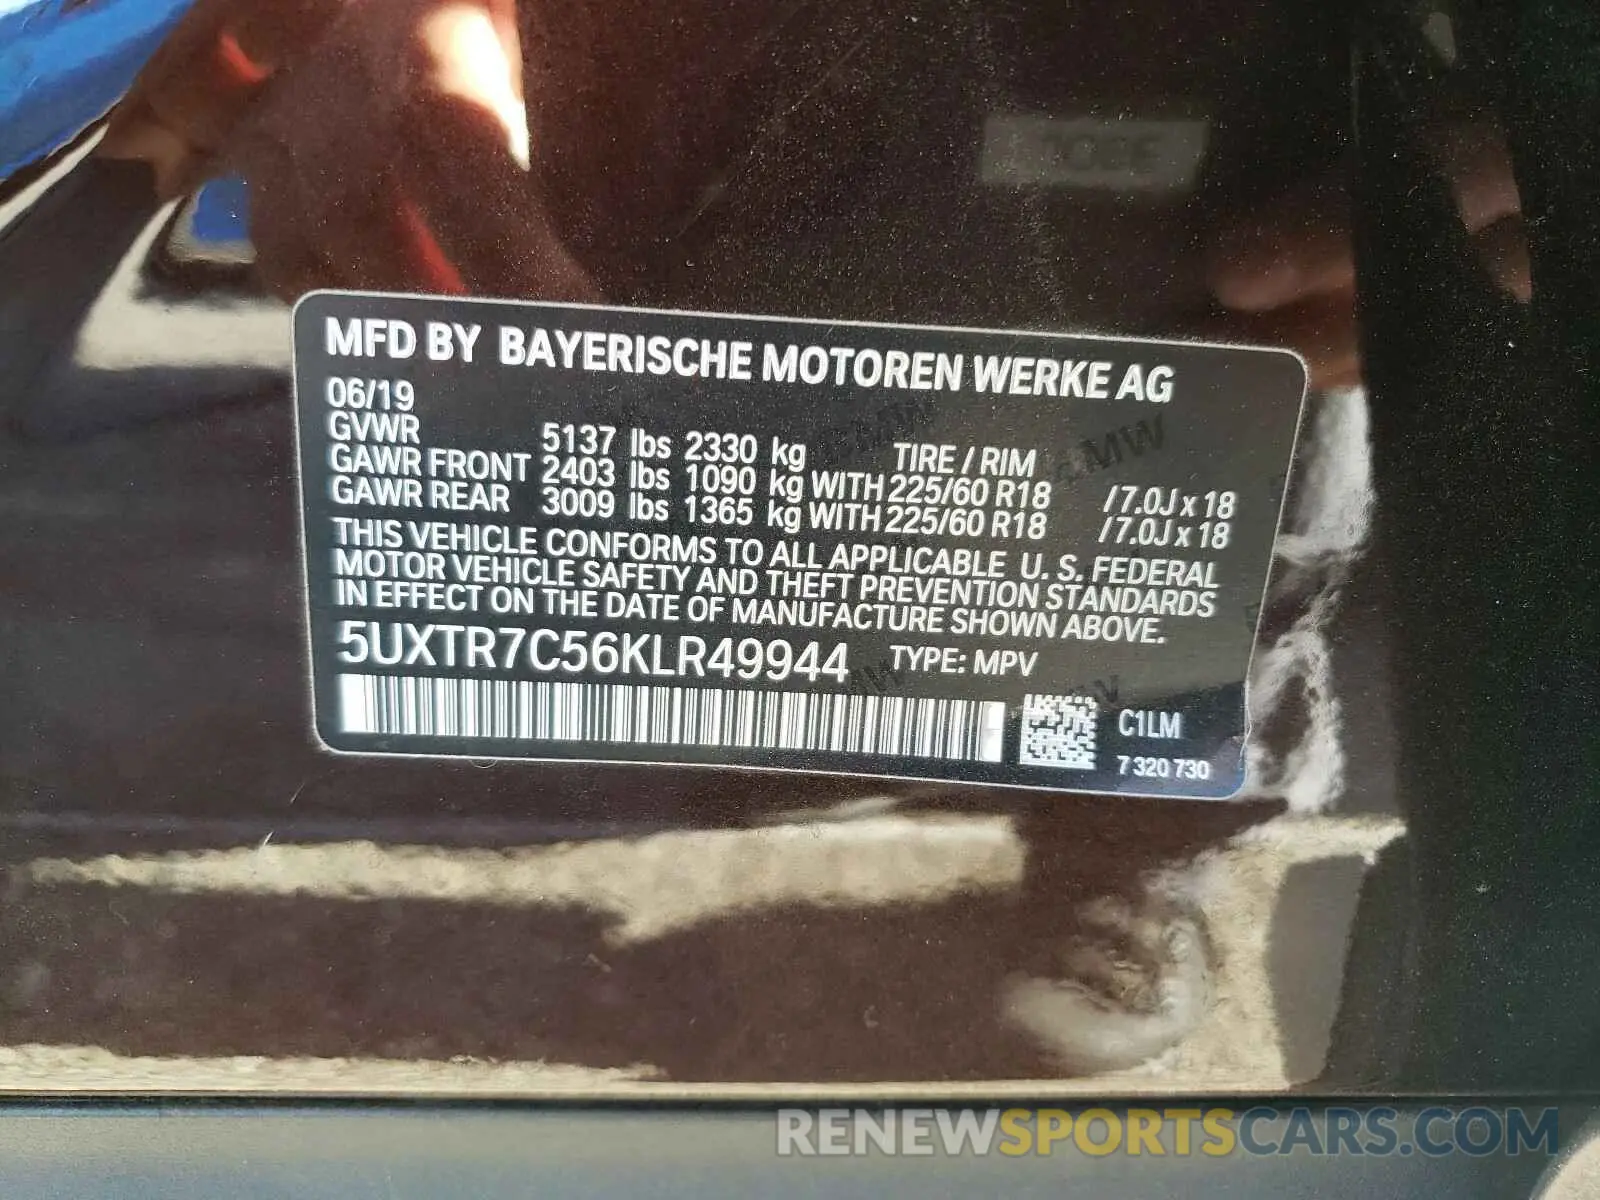 MFD BY BAYERISCHE MOTOREN WERKE AG
06/19
GVWR 5137 lbs 2330 kg TIRE / RIM
GAWR FRONT 2403 lbs 1090 kg WITH 225/60 R18 / 7.0J x 18
GAWR REAR 3009 lbs 1365 kg WITH 225/60 R18 / 7.0J x 18
THIS VEHICLE CONFORMS TO ALL APPLICABLE U. S. FEDERAL
MOTOR VEHICLE SAFETY AND THEFT PREVENTION STANDARDS
IN EFFECT ON THE DATE OF MANUFACTURE SHOWN ABOVE.
5UXTR7C56KLR49944 TYPE: MPV
C1LM
7 320 730
RENEWSPORTSCARS.COM